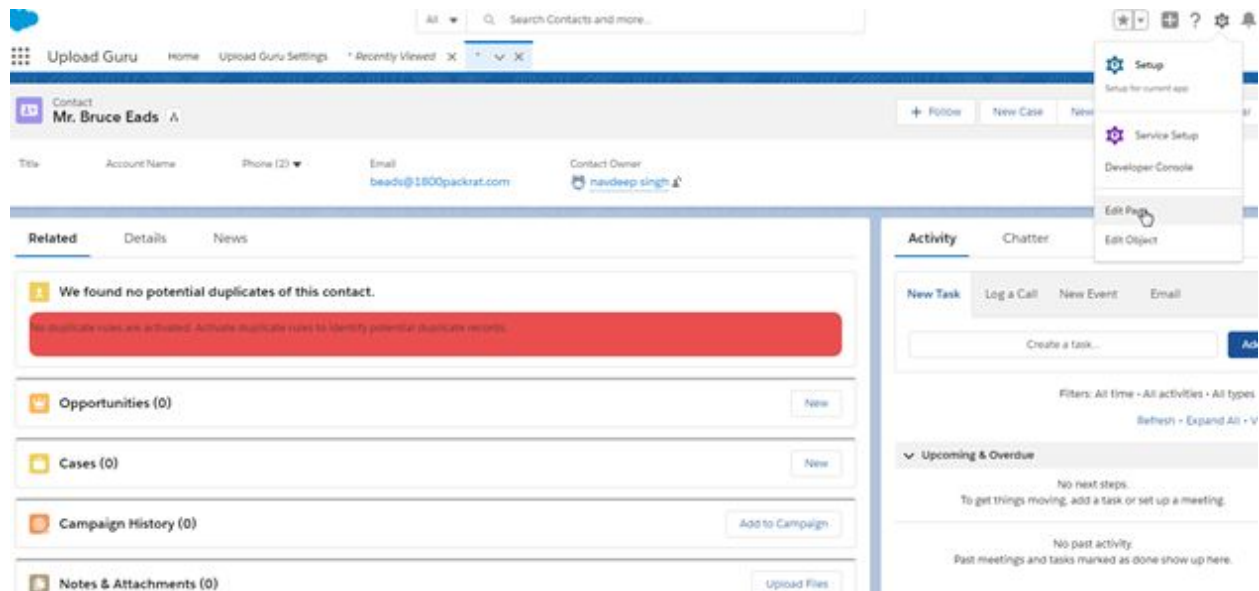 All Search Contacts and more...
Upload Guru Home Upload Guru Settings * Recently Viewed *
Setup
Setup for current app
Contact
Mr. Bruce Eads
+ Follow New Case New
Service Setup
Title Account Name Phone (2) Email Contact Owner
Developer Console
beads@1800packrat.com navdeep singh
Edit Page
Related Details News Activity Chatter
Edit Object
We found no potential duplicates of this contact.
New Task Log a Call New Event Email
No duplicate rules are activated. Activate duplicate rules to identify potential duplicate records.
Create a task... Add
Filters: All time • All activities • All types
Opportunities (0) New
Refresh • Expand All • V
Upcoming & Overdue
Cases (0) New
No next steps.
To get things moving, add a task or set up a meeting.
Campaign History (0) Add to Campaign
No past activity.
Past meetings and tasks marked as done show up here.
Notes & Attachments (0) Upload Files